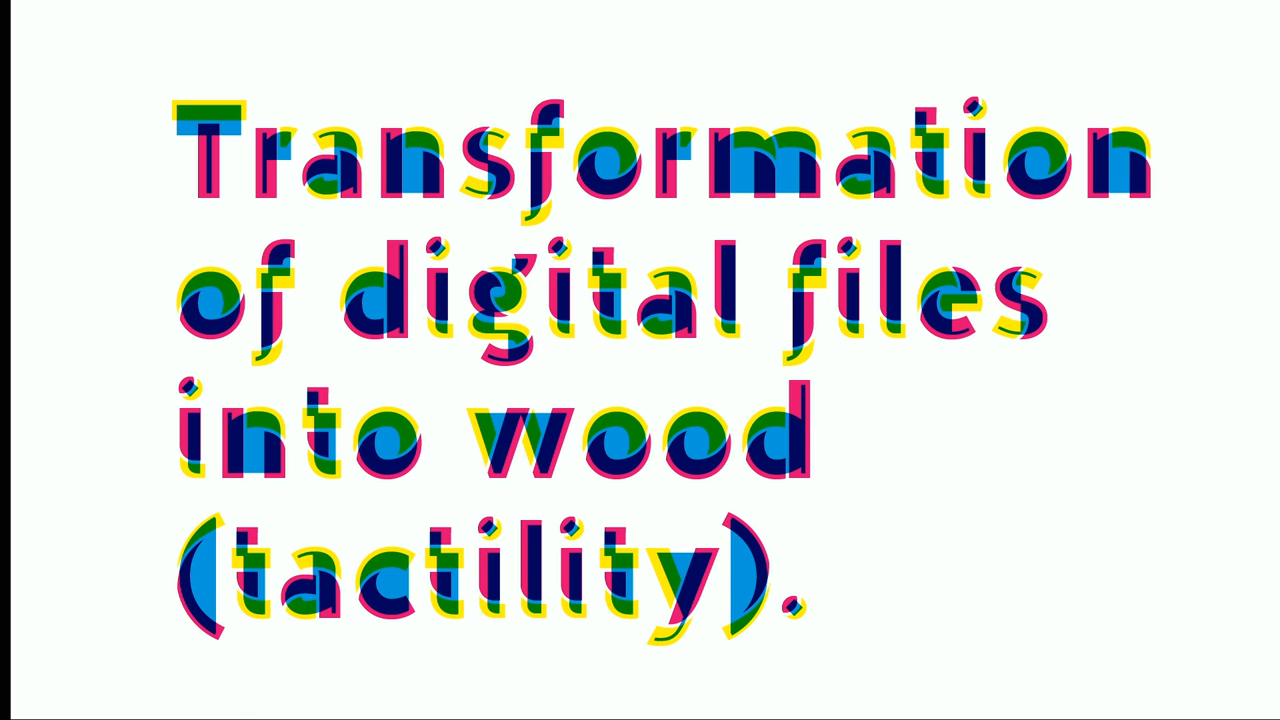 Transformation
of digital files
into wood
(tactility).